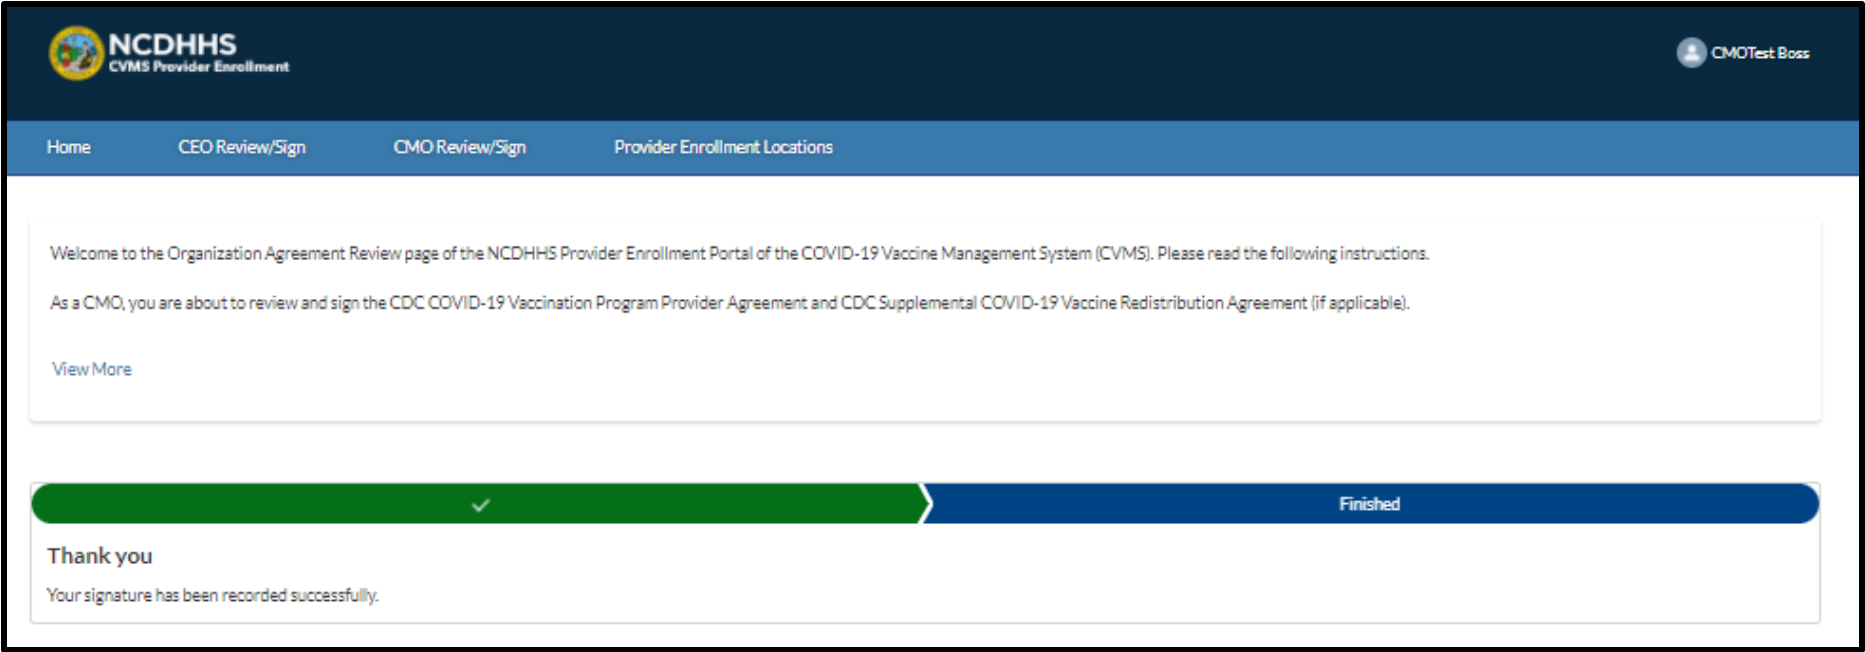 NCDHHS
CVMS Provider Enrollment
CMOTest Boss
Home CEO Review/Sign CMO Review/Sign Provider Enrollment Locations
Welcome to the Organization Agreement Review page of the NCDHHS Provider Enrollment Portal of the COVID-19 Vaccine Management System (CVMS). Please read the following instructions.
As a CMO, you are about to review and sign the CDC COVID-19 Vaccination Program Provider Agreement and CDC Supplemental COVID-19 Vaccine Redistribution Agreement (if applicable).
View More
Finished
Thank you
Your signature has been recorded successfully.